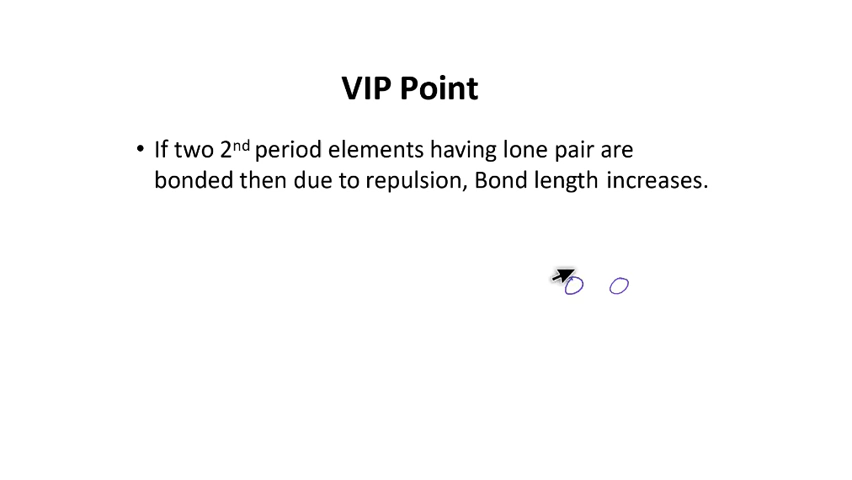 VIP Point
• If two 2nd period elements having lone pair are
bonded then due to repulsion, Bond length increases.
O O